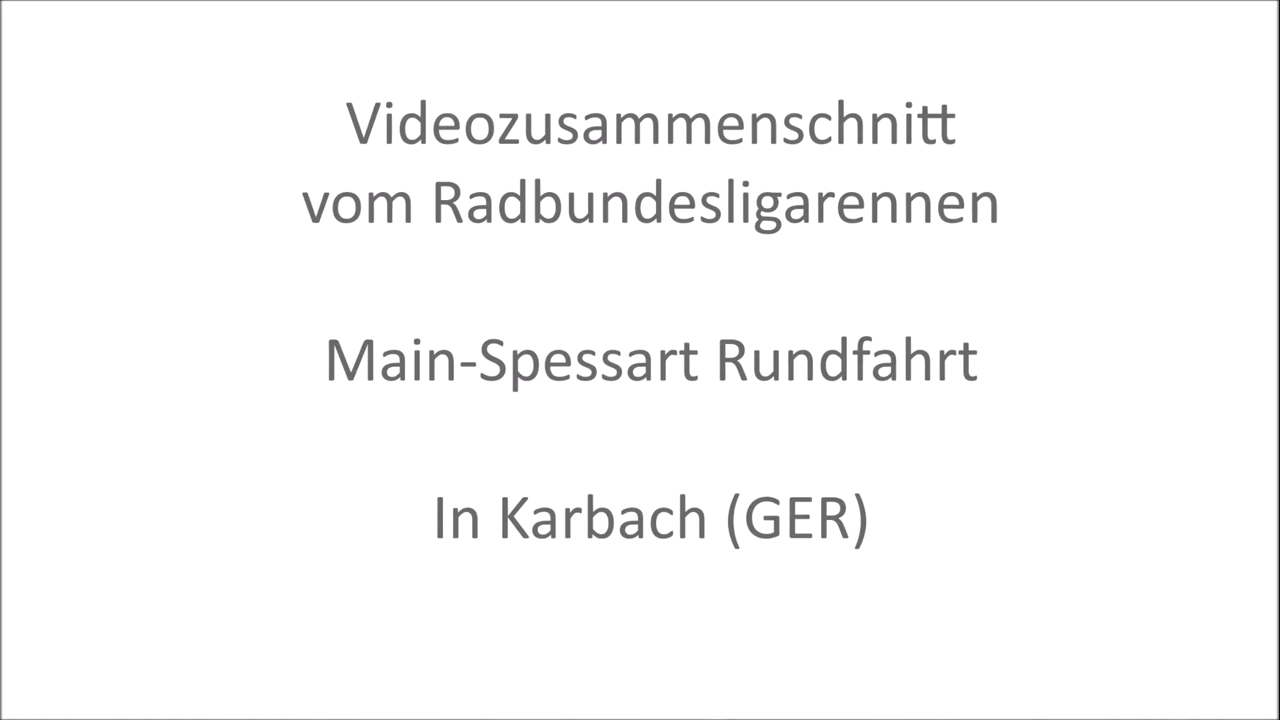 Videozusammenschnitt
vom Radbundesligarennen
Main-Spessart Rundfahrt
In Karbach (GER)